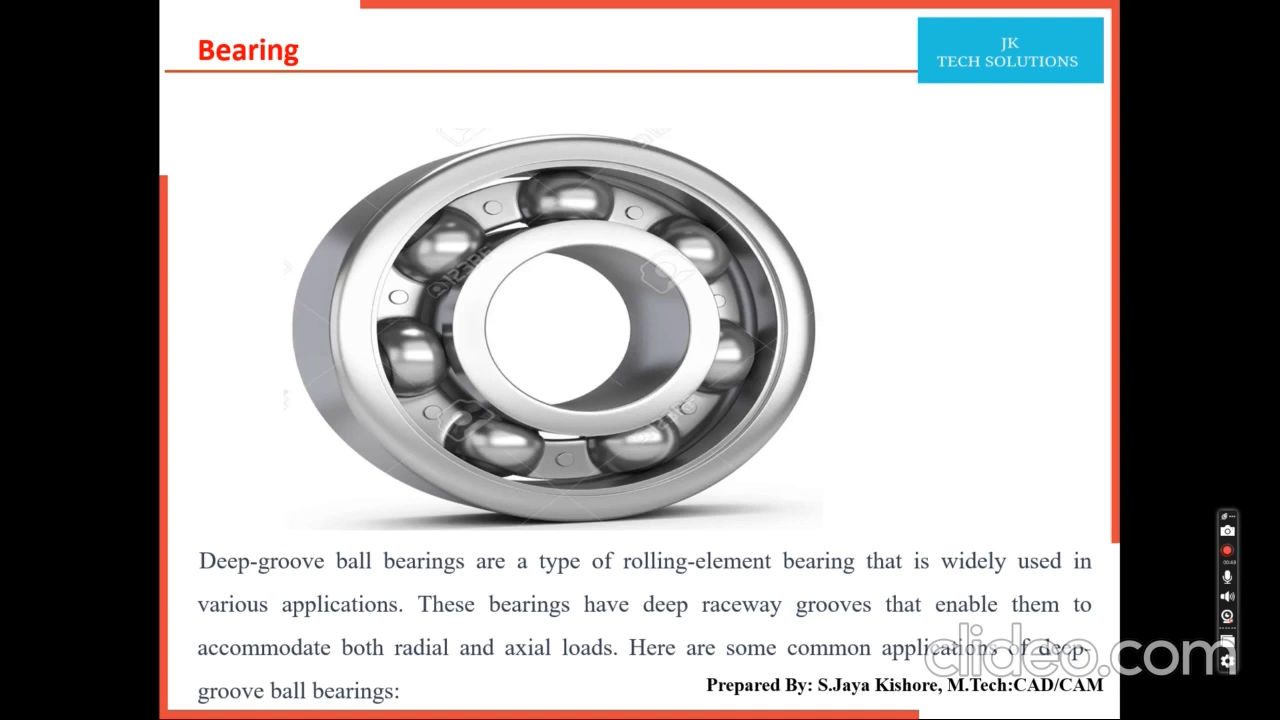 Bearing
JK
TECH SOLUTIONS
123RF
Deep-groove ball bearings are a type of rolling-element bearing that is widely used in
various applications. These bearings have deep raceway grooves that enable them to
accommodate both radial and axial loads. Here are some common applications of deep-
groove ball bearings:
clideo.com
Prepared By: S.Jaya Kishore, M.Tech:CAD/CAM